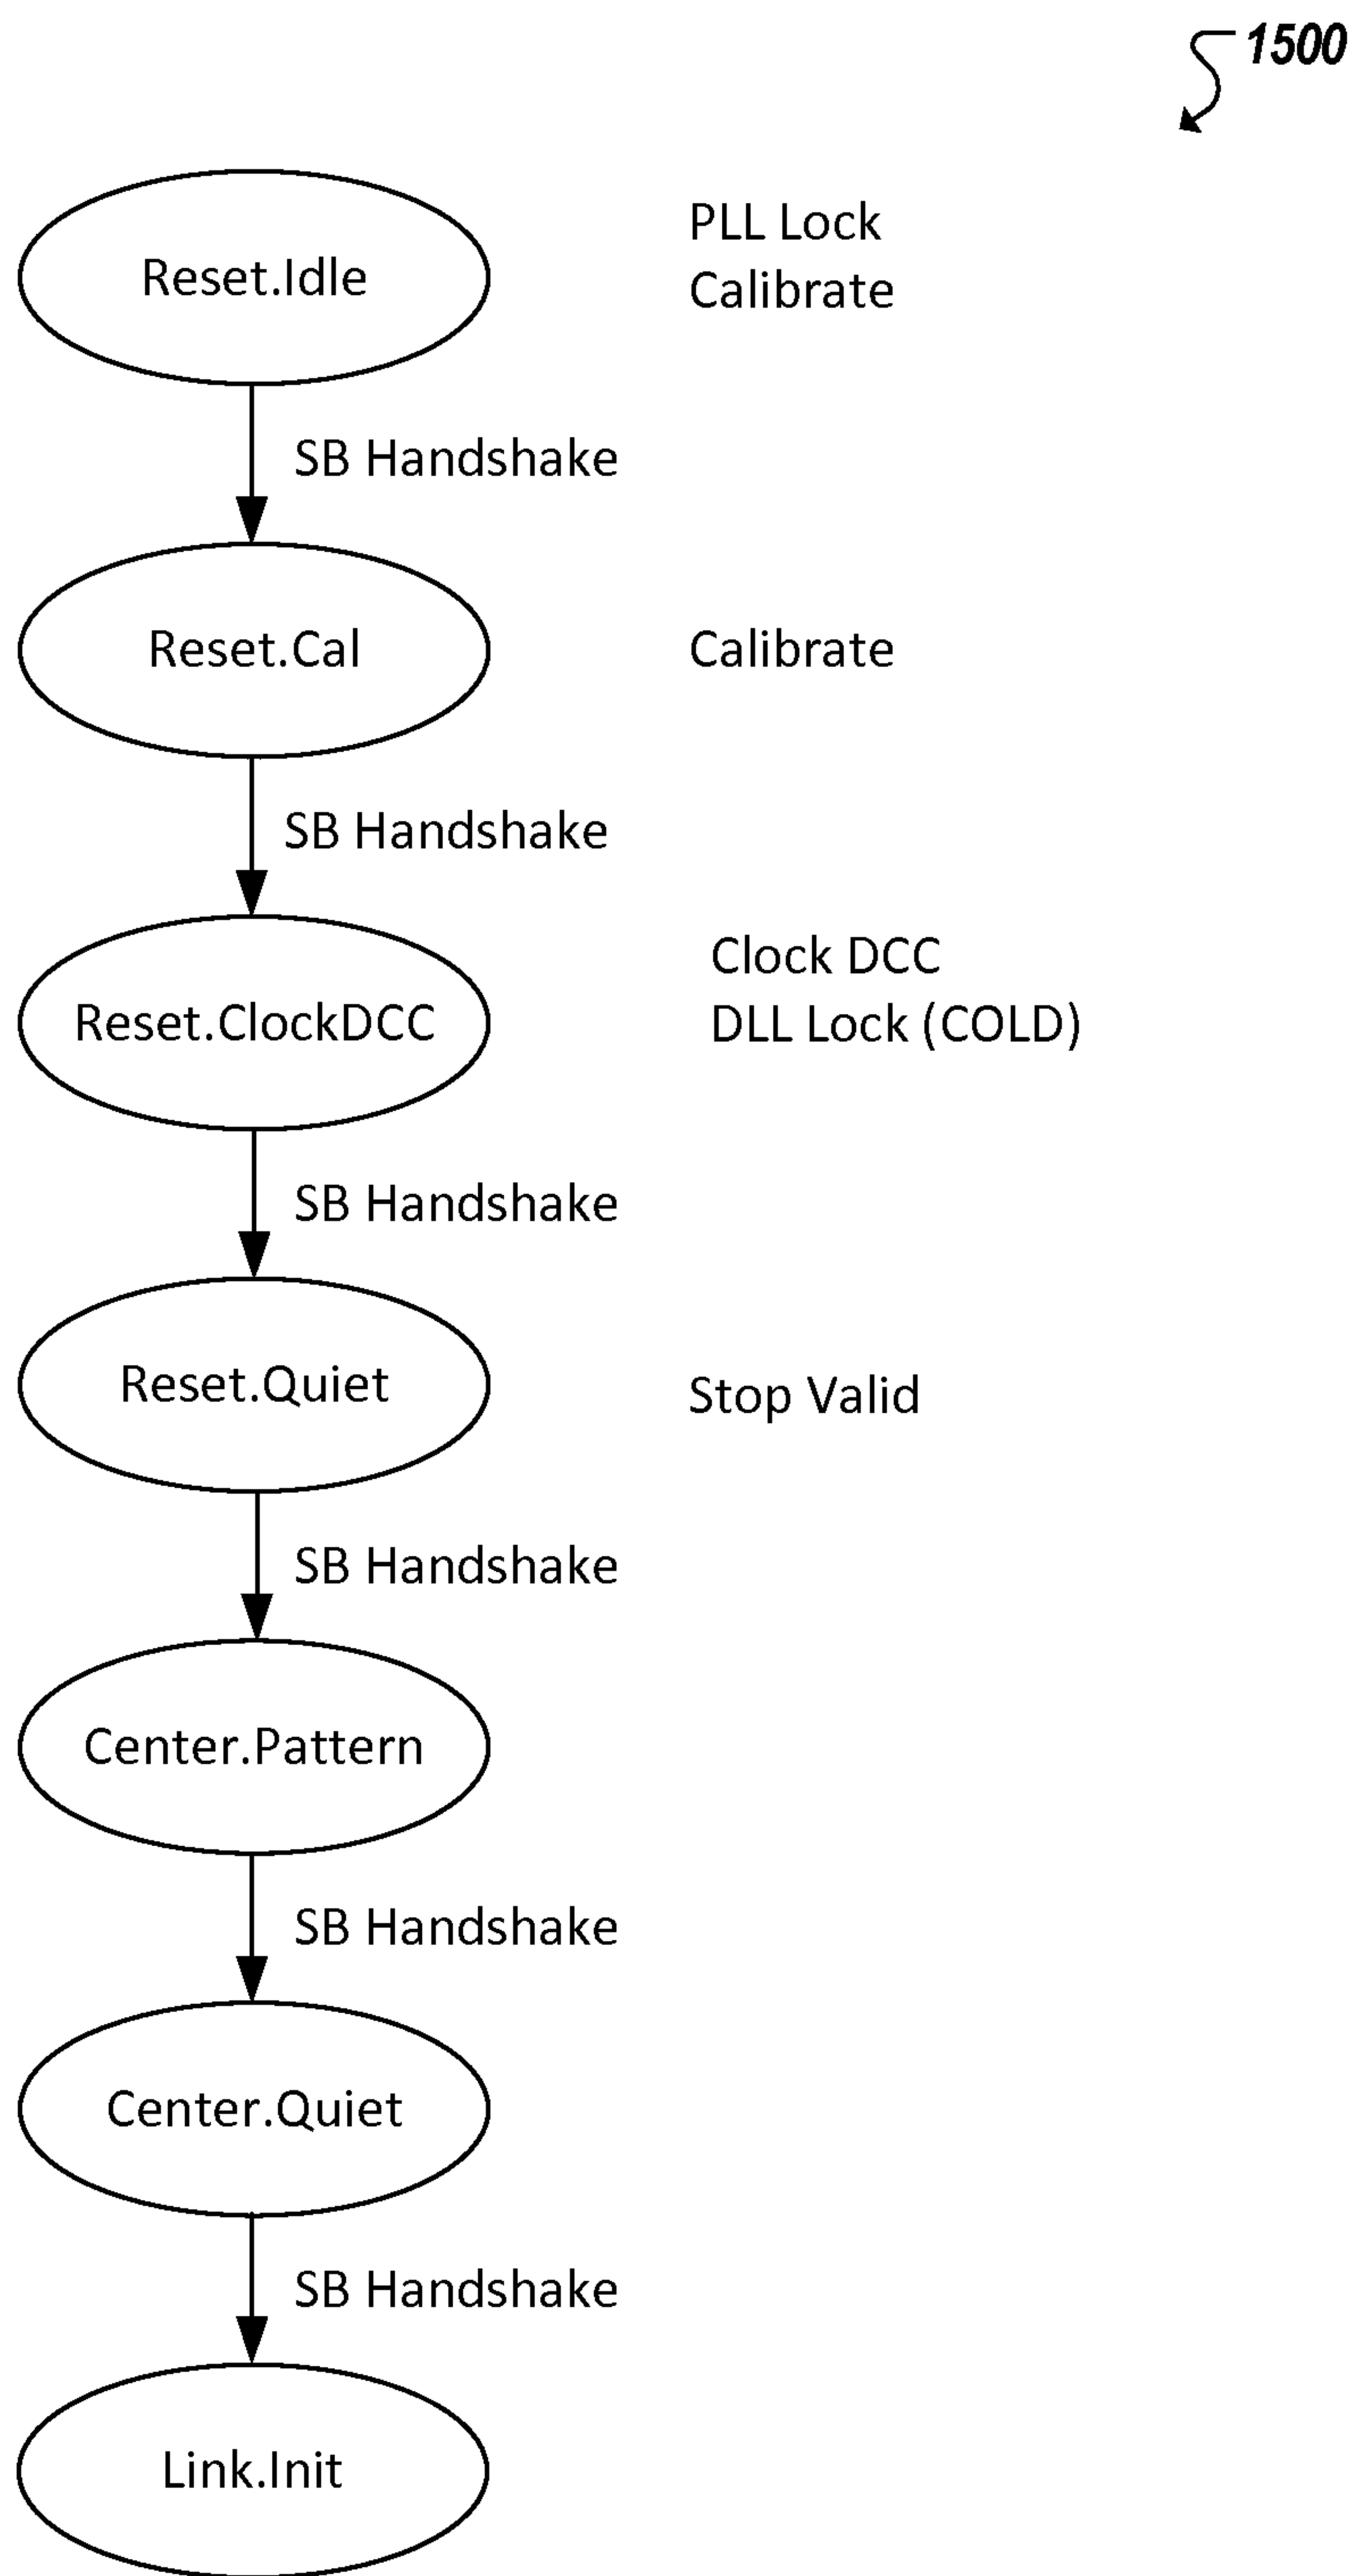 1500
Reset.Idle
PLL Lock
Calibrate
SB Handshake
Reset.Cal
Calibrate
SB Handshake
Reset.ClockDCC
Clock DCC
DLL Lock (COLD)
SB Handshake
Reset.Quiet
Stop Valid
SB Handshake
Center.Pattern
SB Handshake
Center.Quiet
SB Handshake
Link.Init